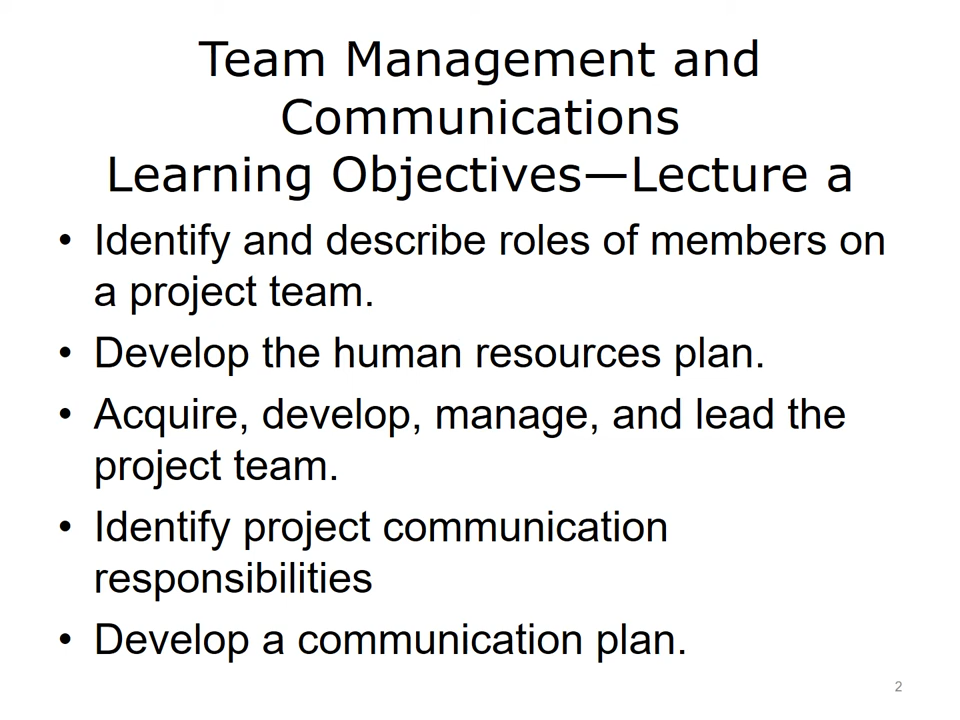 Team Management and
Communications
Learning Objectives—Lecture a
• Identify and describe roles of members on
a project team.
• Develop the human resources plan.
• Acquire, develop, manage, and lead the
project team.
• Identify project communication
responsibilities
• Develop a communication plan.
2